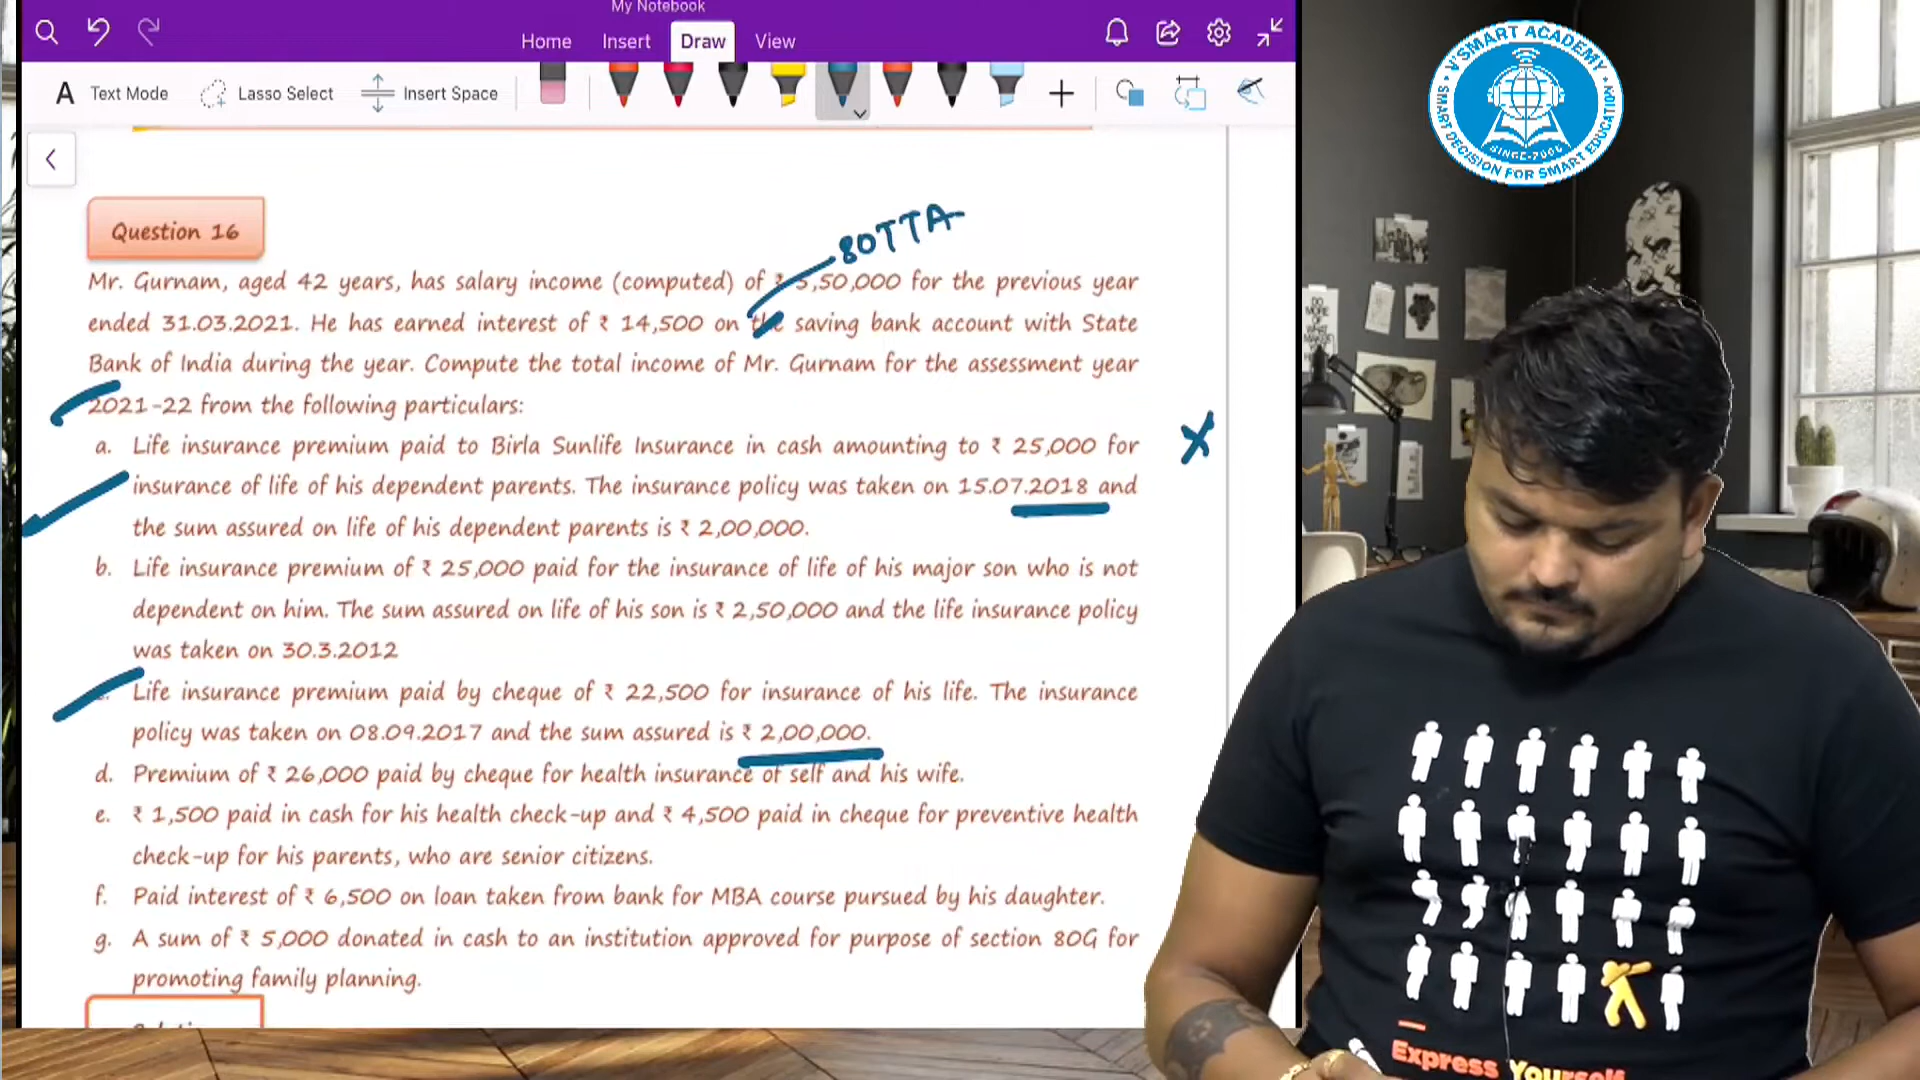 My Notebook
Home Insert Draw View
A Text Mode Lasso Select Insert Space
V'SMART ACADEMY
SMART DECISION FOR SMART EDUCATION
SINCE-2006
Question 16
80TTA
Mr. Gurnam, aged 42 years, has salary income (computed) of ₹ 5,50,000 for the previous year
ended 31.03.2021. He has earned interest of ₹ 14,500 on the saving bank account with State
Bank of India during the year. Compute the total income of Mr. Gurnam for the assessment year
2021-22 from the following particulars:
a. Life insurance premium paid to Birla Sunlife Insurance in cash amounting to ₹ 25,000 for
insurance of life of his dependent parents. The insurance policy was taken on 15.07.2018 and
the sum assured on life of his dependent parents is ₹ 2,00,000.
b. Life insurance premium of ₹ 25,000 paid for the insurance of life of his major son who is not
dependent on him. The sum assured on life of his son is ₹ 2,50,000 and the life insurance policy
was taken on 30.3.2012
Life insurance premium paid by cheque of ₹ 22,500 for insurance of his life. The insurance
policy was taken on 08.09.2017 and the sum assured is ₹ 2,00,000.
d. Premium of ₹ 26,000 paid by cheque for health insurance of self and his wife.
e. ₹ 1,500 paid in cash for his health check-up and ₹ 4,500 paid in cheque for preventive health
check-up for his parents, who are senior citizens.
f. Paid interest of ₹ 6,500 on loan taken from bank for MBA course pursued by his daughter.
g. A sum of ₹ 5,000 donated in cash to an institution approved for purpose of section 80G for
promoting family planning.
Express Yourself